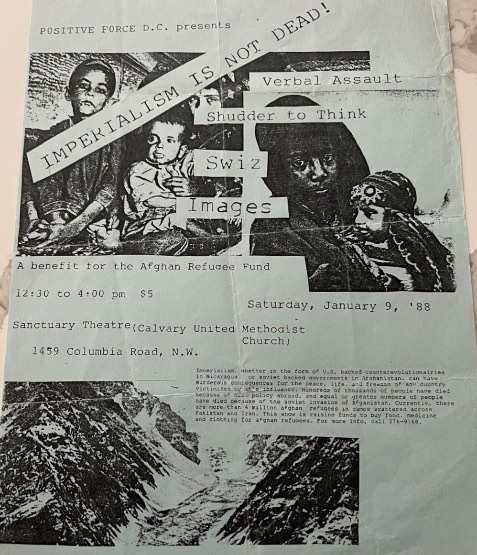 POSITIVE FORCE D.C. presents
IMPERIALISM IS NOT DEAD!
Verbal Assault
Shudder to Think
Swiz
Images
A benefit for the Afghan Refugee Fund
12:30 to 4:00 pm $5
Saturday, January 9, '88
Sanctuary Theatre(Calvary United Methodist
Church)
1459 Columbia Road, N.W.
Imperialism, whether in the form of U.S. backed counterevolutionairies
in Nicaragua, or soviet backed governments in Afghanistan, can have
murderous consequences for the peace, life, and freedom of any country
victimized by it's influence. Hundreds of thousands of people have died
because of policy abroad, and equal or greater numbers of people
have died because of the soviet invasion of Afganistan. Currently, there
are more than 4 million afghan refugees in camps scattered across
Pakistan and Iran. This show is raising funds to buy food, medicine
and clothing for afghan refugees. For more info, call